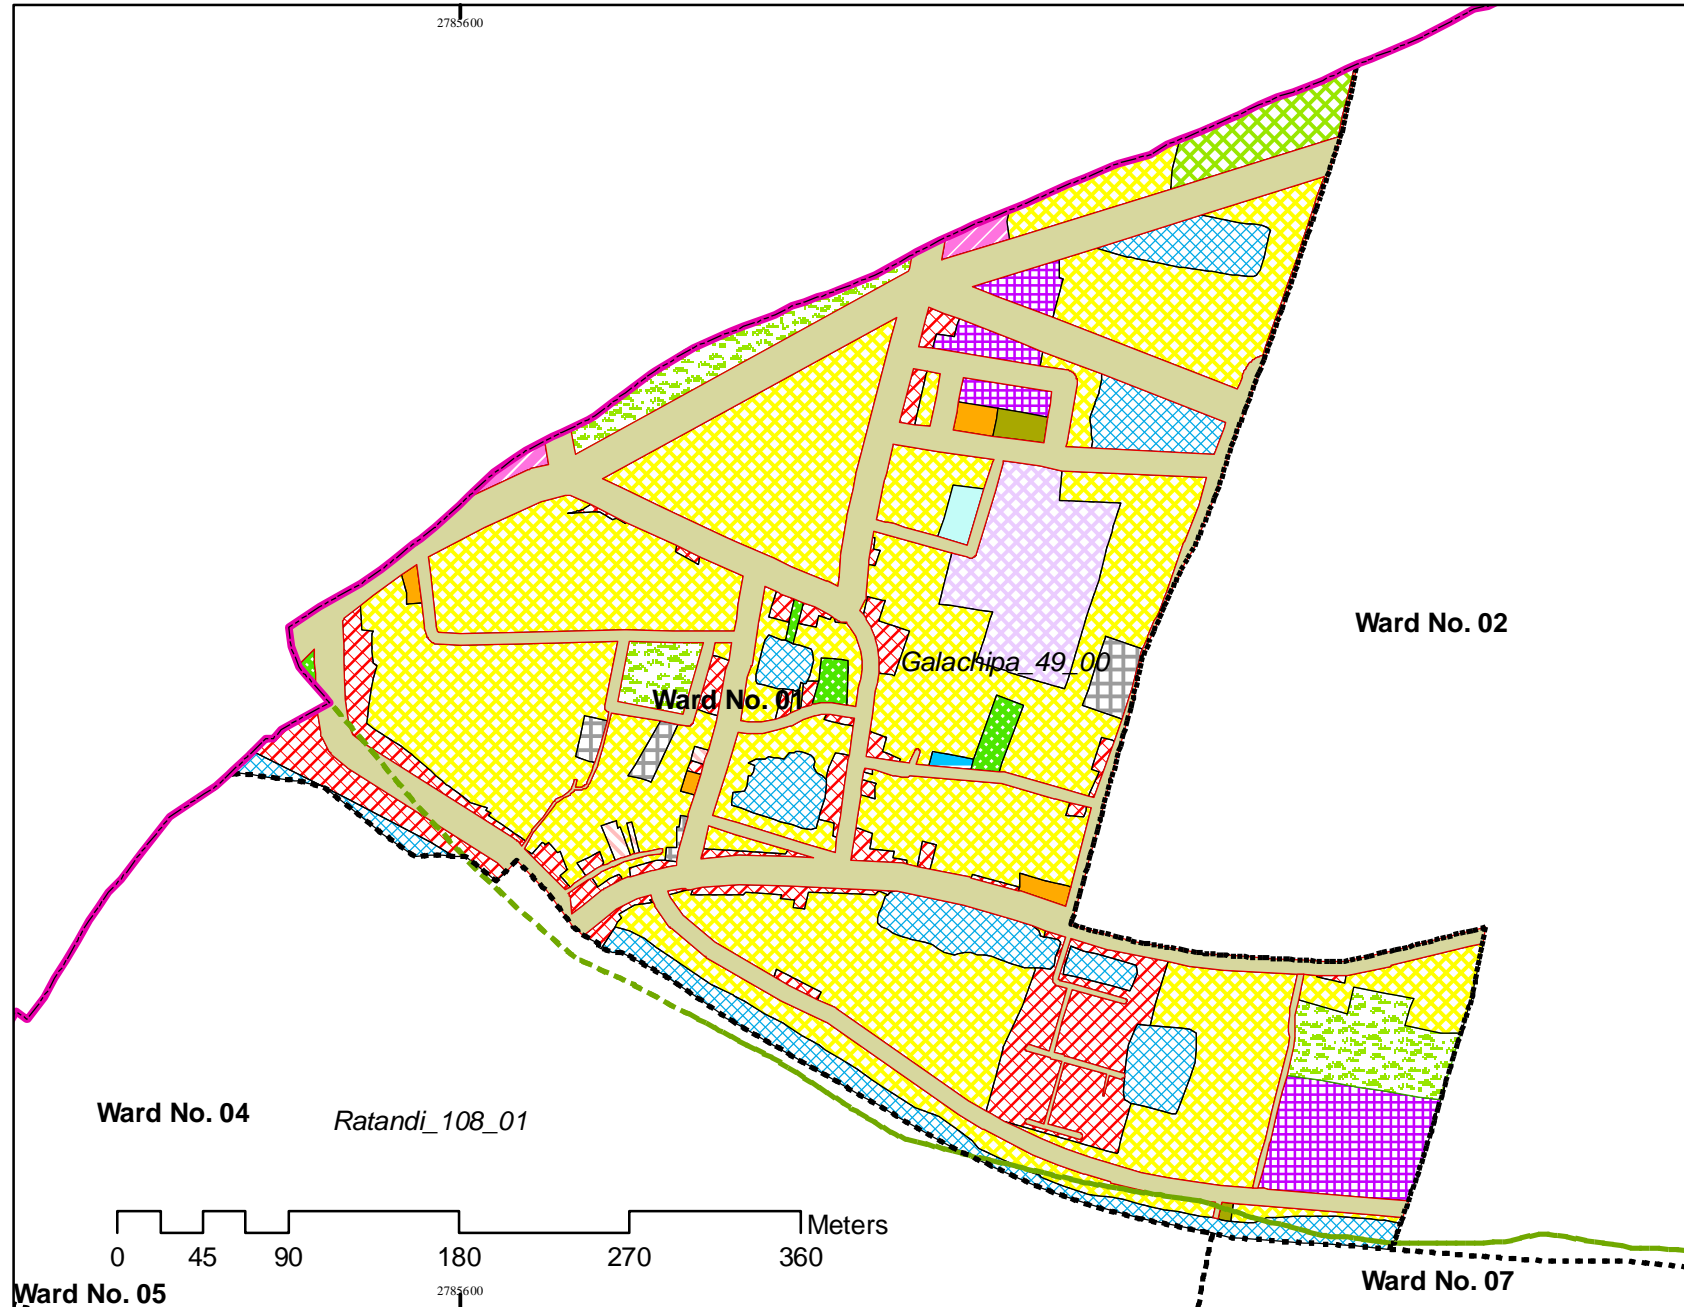 2785600
Ward No. 02
Galachipa_49_00
Ward No. 01
Ward No. 04
Ratandi_108_01
Meters
0 45 90 180 270 360
Ward No. 07
Ward No. 05
2785600